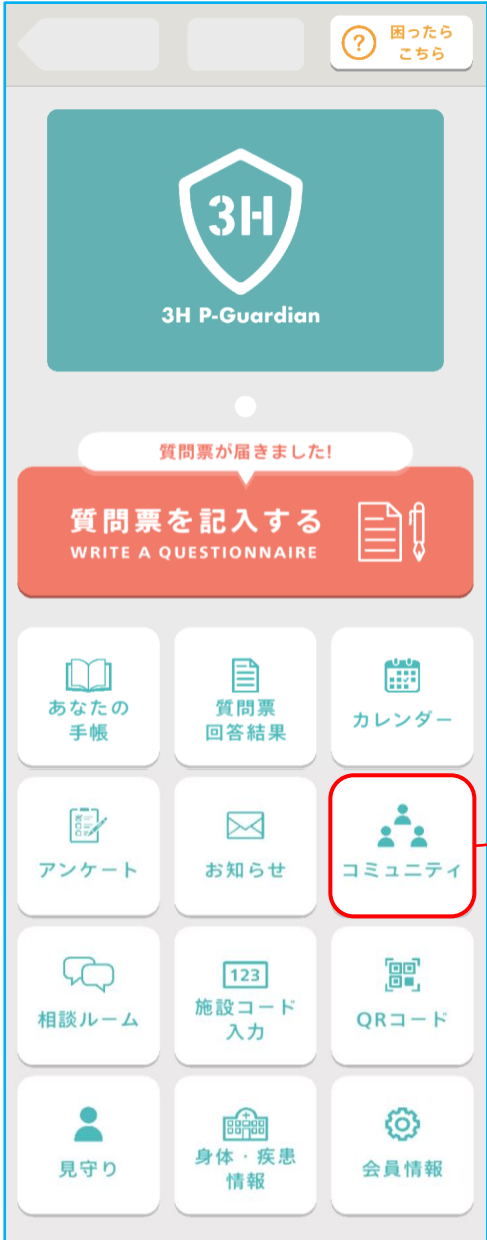 ?
困ったら
こちら
3H
3H P-Guardian
質問票が届きました!
質問票を記入する
WRITE A QUESTIONNAIRE
あなたの
手帳
質問票
回答結果
カレンダー
アンケート
お知らせ
コミュニティ
相談ルーム
123
施設コード
入力
QRコード
見守り
身体・疾患
情報
会員情報